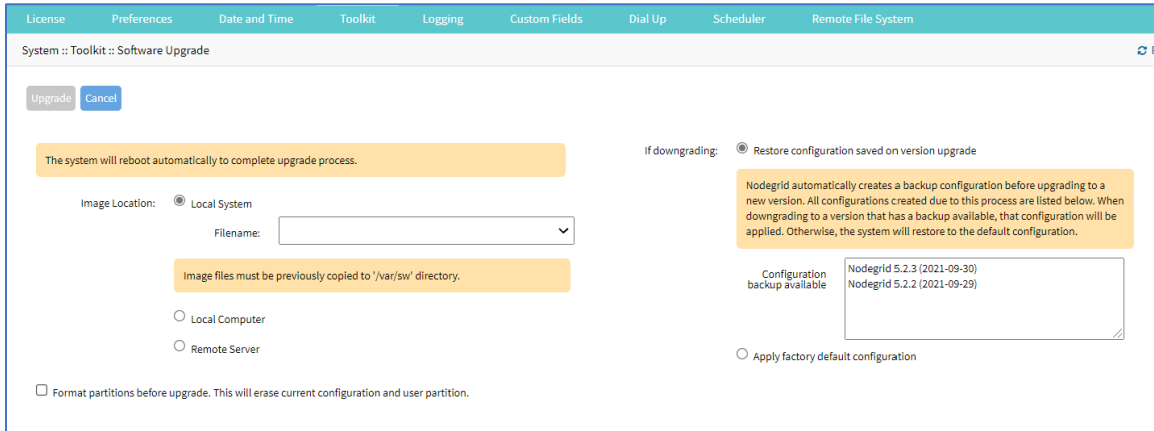 License Preferences Date and Time Toolkit Logging Custom Fields Dial Up Scheduler Remote File System
System :: Toolkit :: Software Upgrade
Upgrade Cancel
The system will reboot automatically to complete upgrade process.
Image Location: Local System
Filename:
Image files must be previously copied to '/var/sw' directory.
Local Computer
Remote Server
Format partitions before upgrade. This will erase current configuration and user partition.
If downgrading: Restore configuration saved on version upgrade
Nodegrid automatically creates a backup configuration before upgrading to a
new version. All configurations created due to this process are listed below. When
downgrading to a version that has a backup available, that configuration will be
applied. Otherwise, the system will restore to the default configuration.
Configuration
backup available
Nodegrid 5.2.3 (2021-09-30)
Nodegrid 5.2.2 (2021-09-29)
Apply factory default configuration